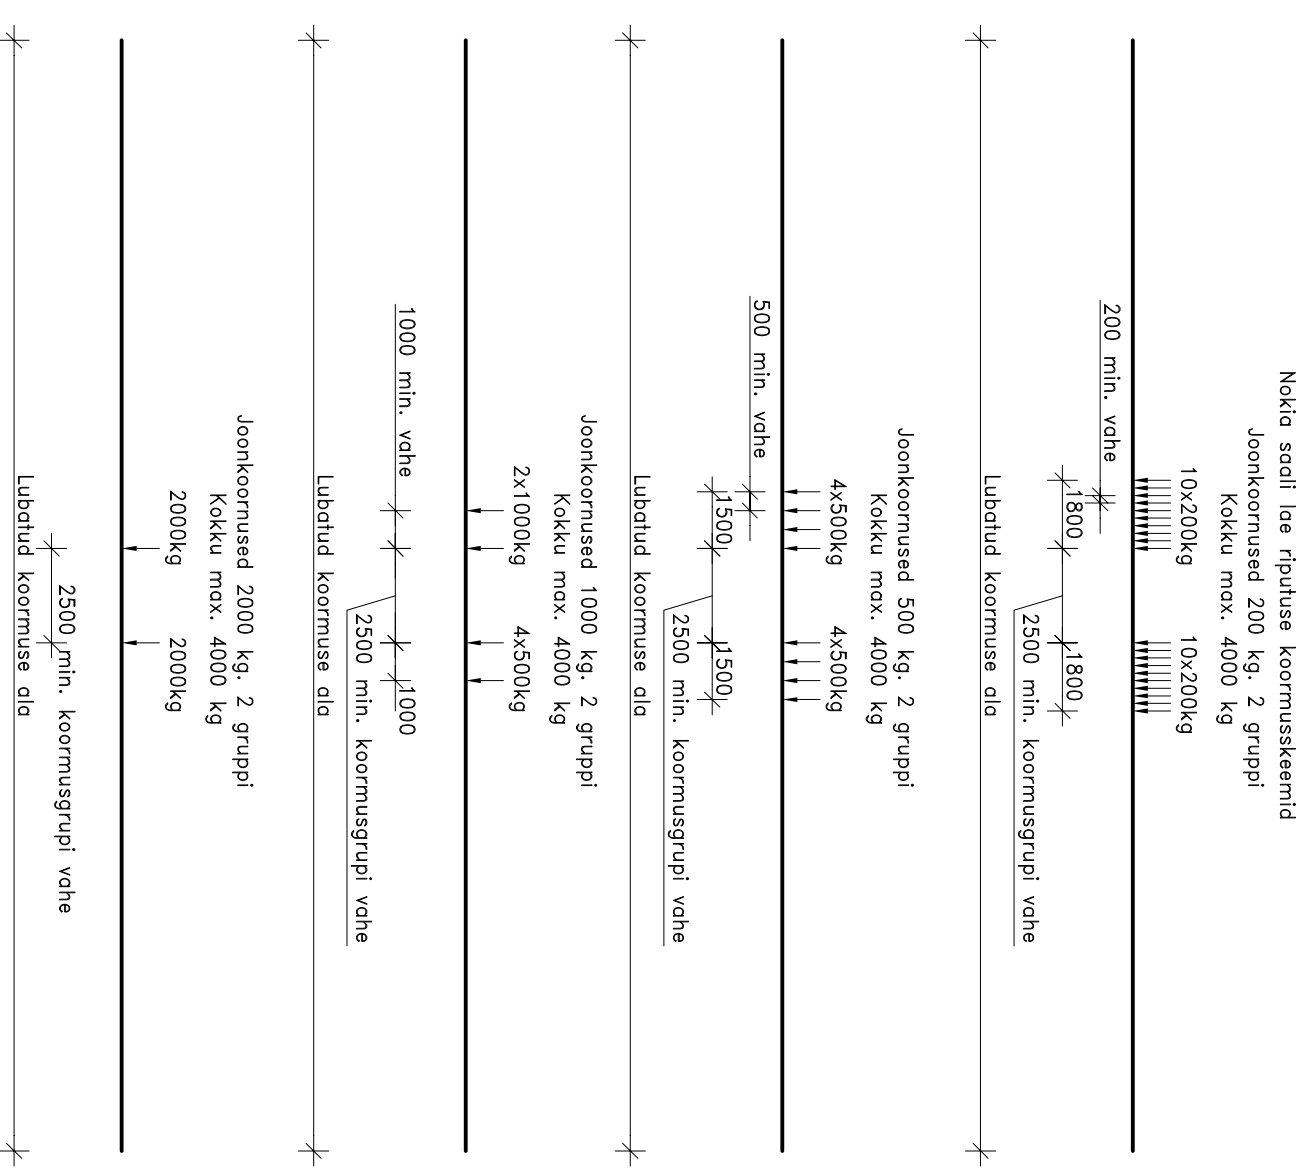 Nokia saali lae riputuse koormusskeemid
Joonkoornused 200 kg. 2 gruppi
Kokku max. 4000 kg
10x200kg
10x200kg
200 min. vahe
1800
1800
2500 min. koormusgrupi vahe
Lubatud koormuse ala
Joonkoornused 500 kg. 2 gruppi
Kokku max. 4000 kg
4x500kg
4x500kg
500 min. vahe
1500
1500
2500 min. koormusgrupi vahe
Lubatud koormuse ala
Joonkoornused 1000 kg. 2 gruppi
Kokku max. 4000 kg
2x1000kg
4x500kg
1000 min. vahe
1000
2500 min. koormusgrupi vahe
Lubatud koormuse ala
Joonkoornused 2000 kg. 2 gruppi
Kokku max. 4000 kg
2000kg
2000kg
2500 min. koormusgrupi vahe
Lubatud koormuse ala